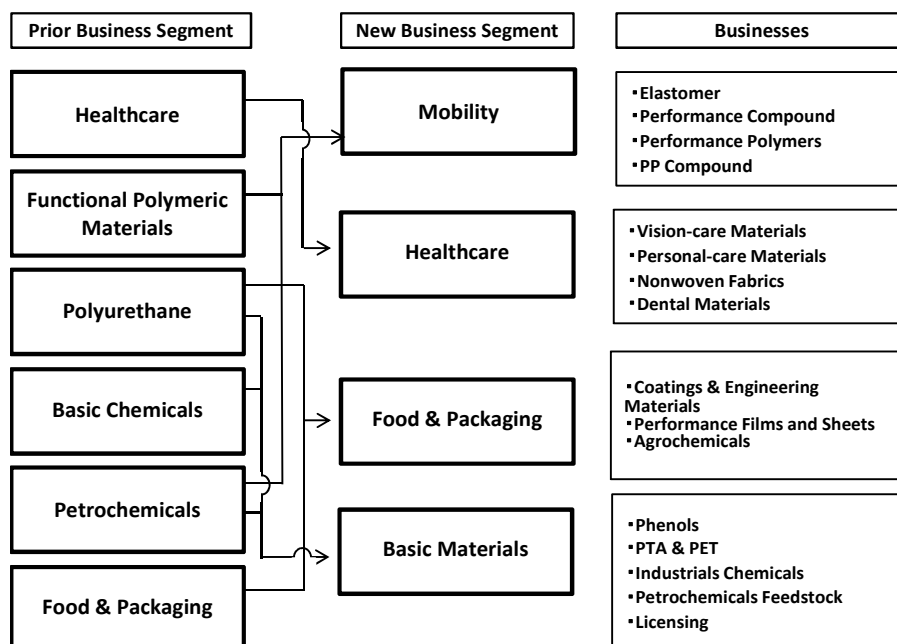 Prior Business Segment
New Business Segment
Businesses
Healthcare
Functional Polymeric
Materials
Polyurethane
Basic Chemicals
Petrochemicals
Food & Packaging
Mobility
Healthcare
Food & Packaging
Basic Materials
▪Elastomer
▪Performance Compound
▪Performance Polymers
▪PP Compound
▪Vision-care Materials
▪Personal-care Materials
▪Nonwoven Fabrics
▪Dental Materials
▪Coatings & Engineering
Materials
▪Performance Films and Sheets
▪Agrochemicals
▪Phenols
▪PTA & PET
▪Industrials Chemicals
▪Petrochemicals Feedstock
▪Licensing